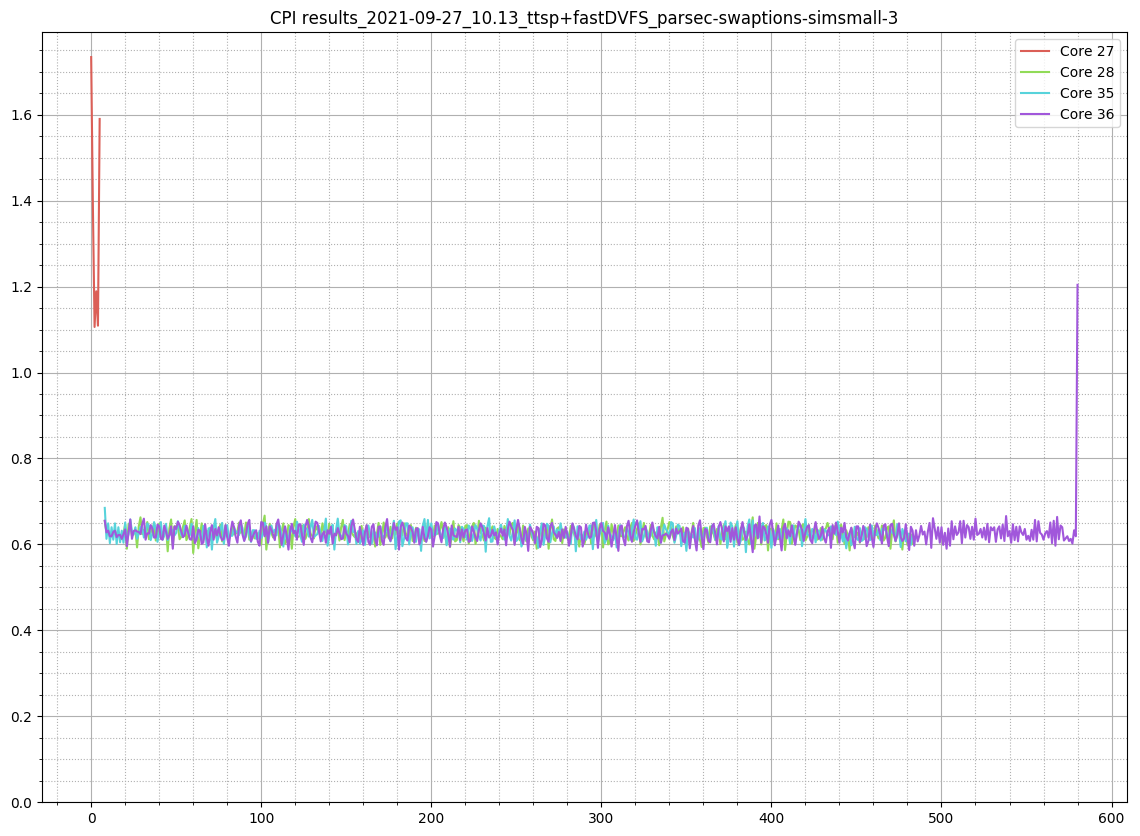 CPI results_2021-09-27_10.13_ttsp+fastDVFS_parsec-swaptions-simsmall-3
Core 27
Core 28
Core 35
Core 36
1.6
1.4
1.2
1.0
0.8
0.6
0.4
0.2
0.0
0 100 200 300 400 500 600